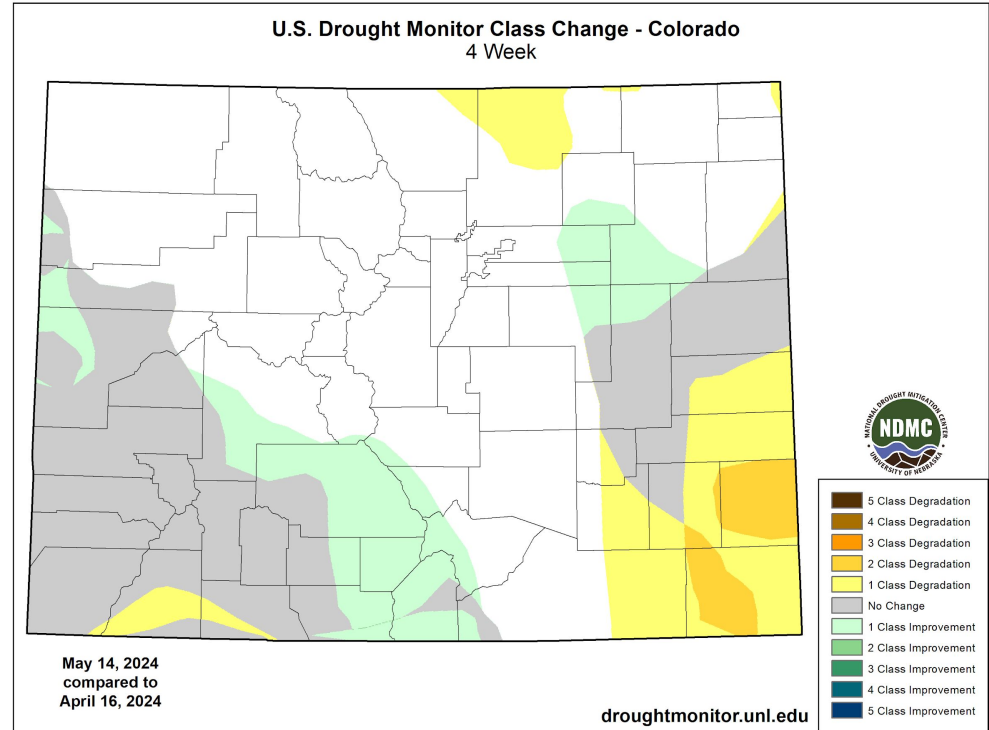 U.S. Drought Monitor Class Change - Colorado
4 Week
NATIONAL DROUGHT MITIGATION CENTER
NDMC
UNIVERSITY OF NEBRASKA
5 Class Degradation
4 Class Degradation
3 Class Degradation
2 Class Degradation
1 Class Degradation
No Change
1 Class Improvement
2 Class Improvement
3 Class Improvement
4 Class Improvement
5 Class Improvement
May 14, 2024
compared to
April 16, 2024
droughtmonitor.unl.edu